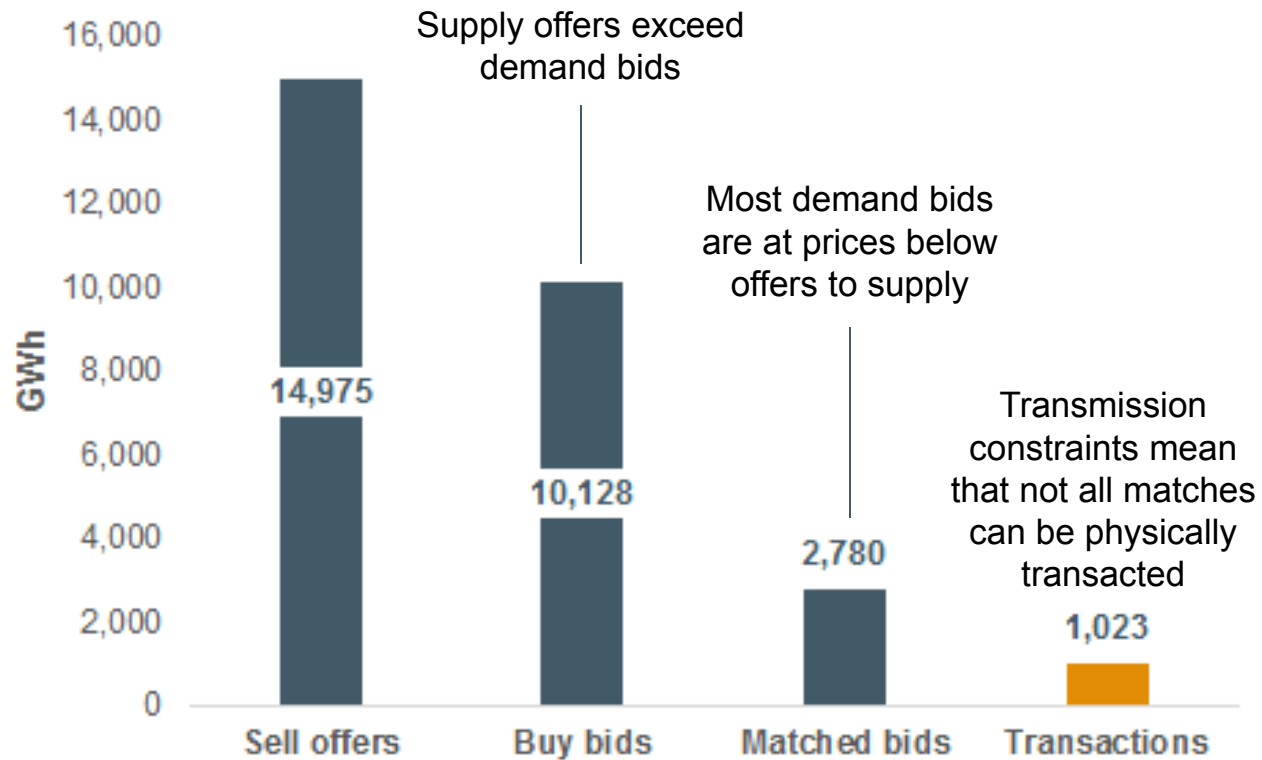 16,000
14,000
12,000
10,000
8,000
6,000
4,000
2,000
0
GWh
Supply offers exceed
demand bids
Most demand bids
are at prices below
offers to supply
Transmission
constraints mean
that not all matches
can be physically
transacted
14,975
10,128
2,780
1,023
Sell offers
Buy bids
Matched bids
Transactions